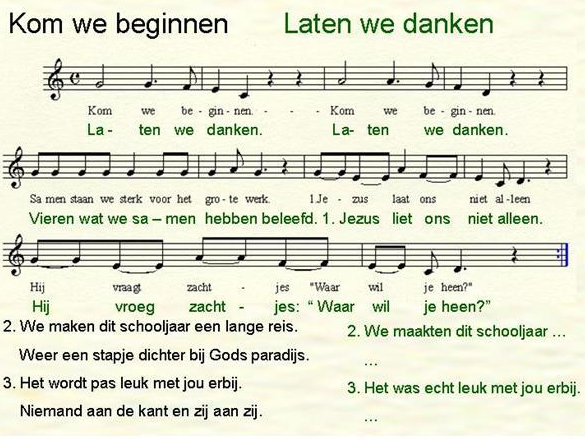 Kom we beginnen Laten we danken
Kom we be - gin - nen. - - - Kom we be - gin - nen.
La- ten we danken. La- ten we danken.
Sa men staan we sterk voor het gro - te werk. 1.Je - zus laat ons niet al - leen
Vieren wat we sa – men hebben beleefd. 1. Jezus liet ons niet alleen.
Hij vraagt zacht - jes "Waar wil je heen?"
Hij vroeg zacht - jes: “ Waar wil je heen?”
2. We maken dit schooljaar een lange reis.
Weer een stapje dichter bij Gods paradijs.
3. Het wordt pas leuk met jou erbij.
Niemand aan de kant en zij aan zij.
2. We maakten dit schooljaar …
…
3. Het was echt leuk met jou erbij.
…